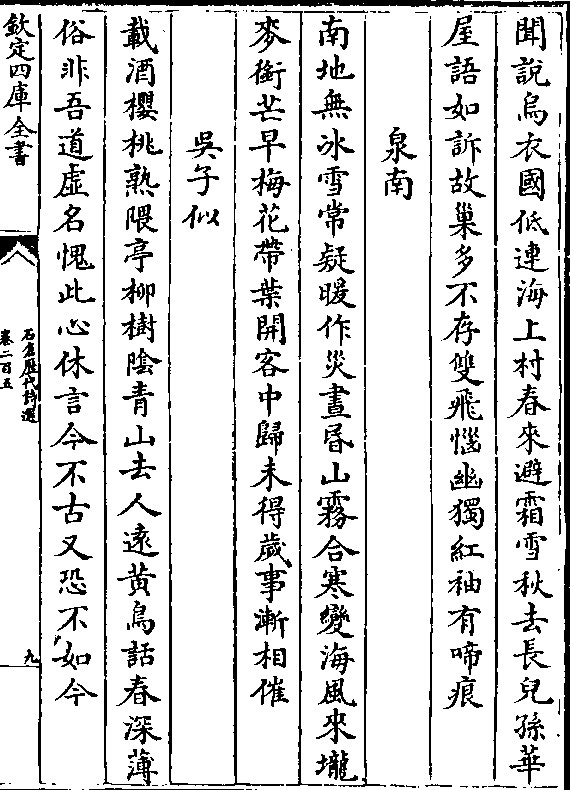 聞說烏衣國低連海上村春來避霜雪秋去長兒孫華
屋語如訴故巢多不存雙飛惱幽獨紅袖有啼痕
泉南
南地無冰雪常疑暖作災晝昏山霧合寒變海風來壠
麥銜芒早梅花帶葉開客中歸未得歲事漸相催
吳子似
載酒櫻桃熟隈亭柳樹陰青山去人遠黃鳥話春深薄
俗非吾道虛名愧此心休言今不古又恐不如今
欽定四庫全書
石倉歷代詩選
卷二百五
九